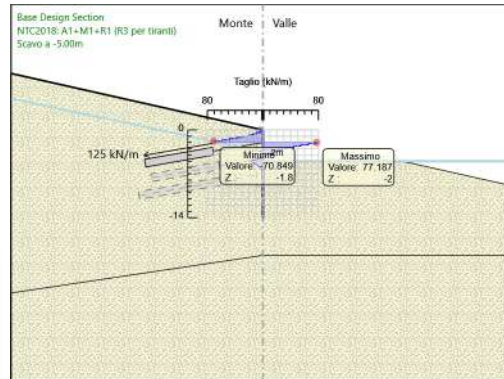 Base Design Section
NTC2018: A1+M1+R1 (R3 per tiranti)
Scavo a -5.00m
Monte Valle
Taglio (kN/m)
80 80
0
125 kN/m
2m
Minimo
Valore: -70.849
Z -1.8
Massimo
Valore: 77.187
Z -2
-14